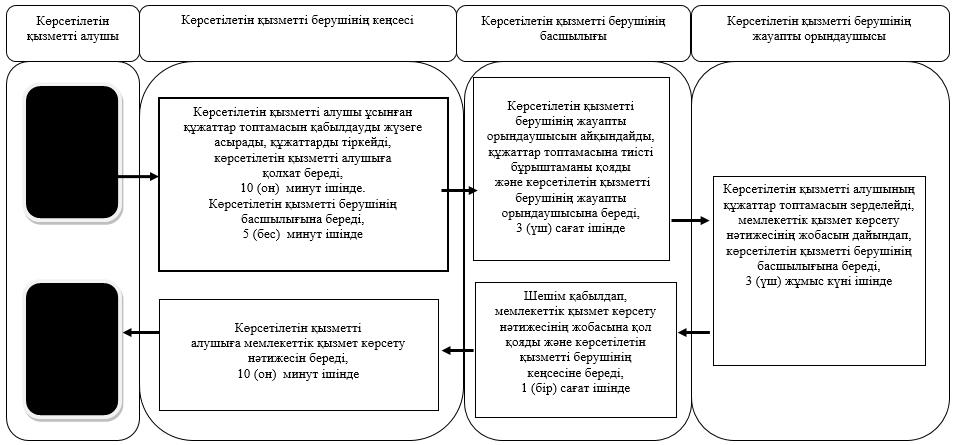 Көрсетілетін
қызметті алушы
Көрсетілетін қызметті берушінің кеңсесі
Көрсетілетін қызметті берушінің
басшылығы
Көрсетілетін қызметті берушінің
жауапты орындаушысы
Көрсетілетін қызметті алушы ұсынған
құжаттар топтамасын қабылдауды жүзеге
асырады, құжаттарды тіркейді,
көрсетілетін қызметті алушыға
қолхат береді,
10 (он) минут ішінде.
Көрсетілетін қызметті берушінің
басшылығына береді,
5 (бес) минут ішінде
Көрсетілетін қызметті
берушінің жауапты
орындаушысын айқындайды,
құжаттар топтамасына тиісті
бұрыштаманы қояды
және көрсетілетін қызметті
берушінің жауапты
орындаушысына береді,
3 (үш) сағат ішінде
Көрсетілетін қызметті алушының
құжаттар топтамасын зерделейді,
мемлекеттік қызмет көрсету
нәтижесінің жобасын дайындап,
көрсетілетін қызметті берушінің
басшылығына береді,
3 (үш) жұмыс күні ішінде
Шешім қабылдап,
мемлекеттік қызмет көрсету
нәтижесінің жобасына қол
қояды және көрсетілетін
қызметті берушінің
кеңсесіне береді,
1 (бір) сағат ішінде
Көрсетілетін қызметті
алушыға мемлекеттік қызмет көрсету
нәтижесін береді,
10 (он) минут ішінде